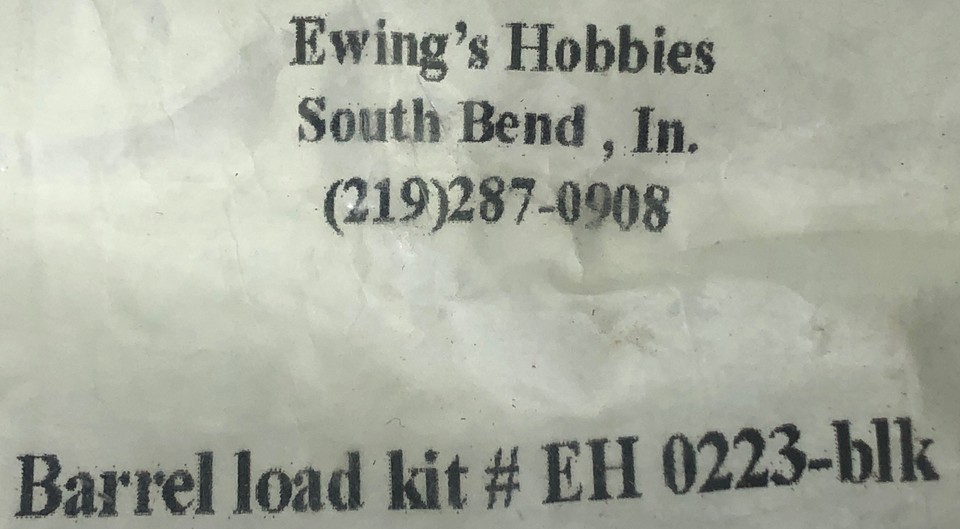 Ewing's Hobbies
South Bend , In.
(219)287-0908
Barrel load kit # EH 0223-blk